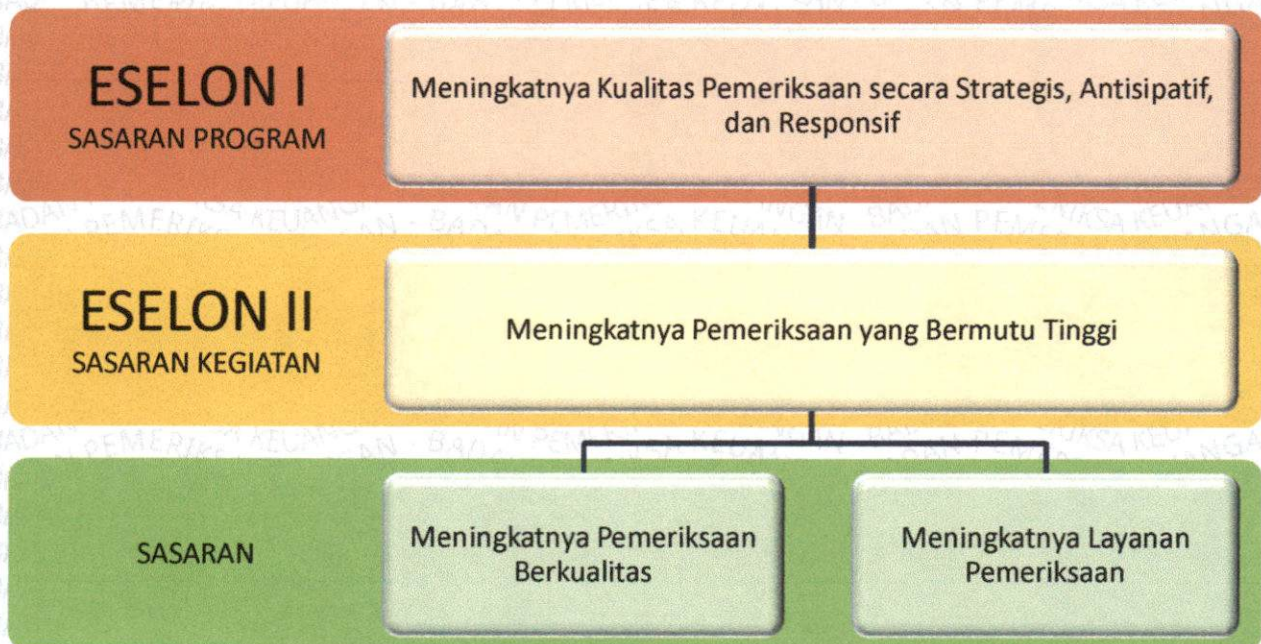 ESELON I
SASARAN PROGRAM
Meningkatnya Kualitas Pemeriksaan secara Strategis, Antisipatif,
dan Responsif
ESELON II
SASARAN KEGIATAN
Meningkatnya Pemeriksaan yang Bermutu Tinggi
SASARAN
Meningkatnya Pemeriksaan
Berkualitas
Meningkatnya Layanan
Pemeriksaan